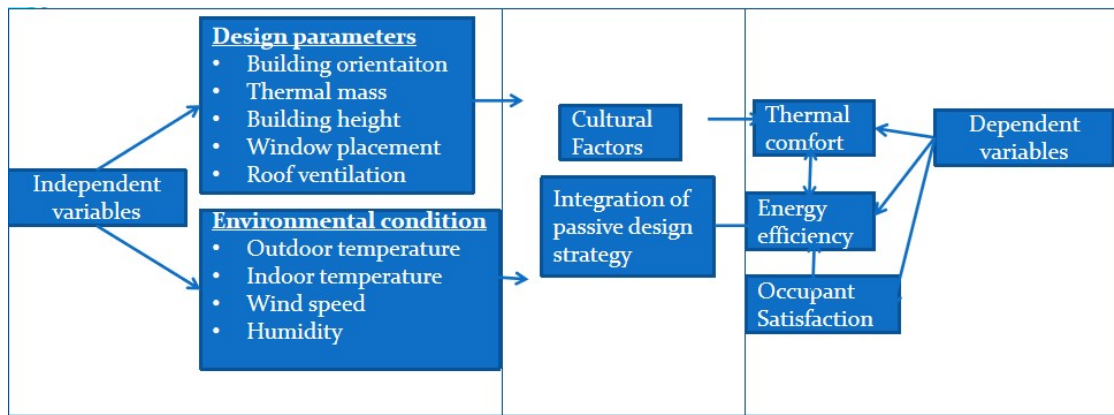 Independent
variables
Design parameters
• Building orientaiton
• Thermal mass
• Building height
• Window placement
• Roof ventilation
Environmental condition
• Outdoor temperature
• Indoor temperature
• Wind speed
• Humidity
Cultural
Factors
Integration of
passive design
strategy
Thermal
comfort
Energy
efficiency
Occupant
Satisfaction
Dependent
variables